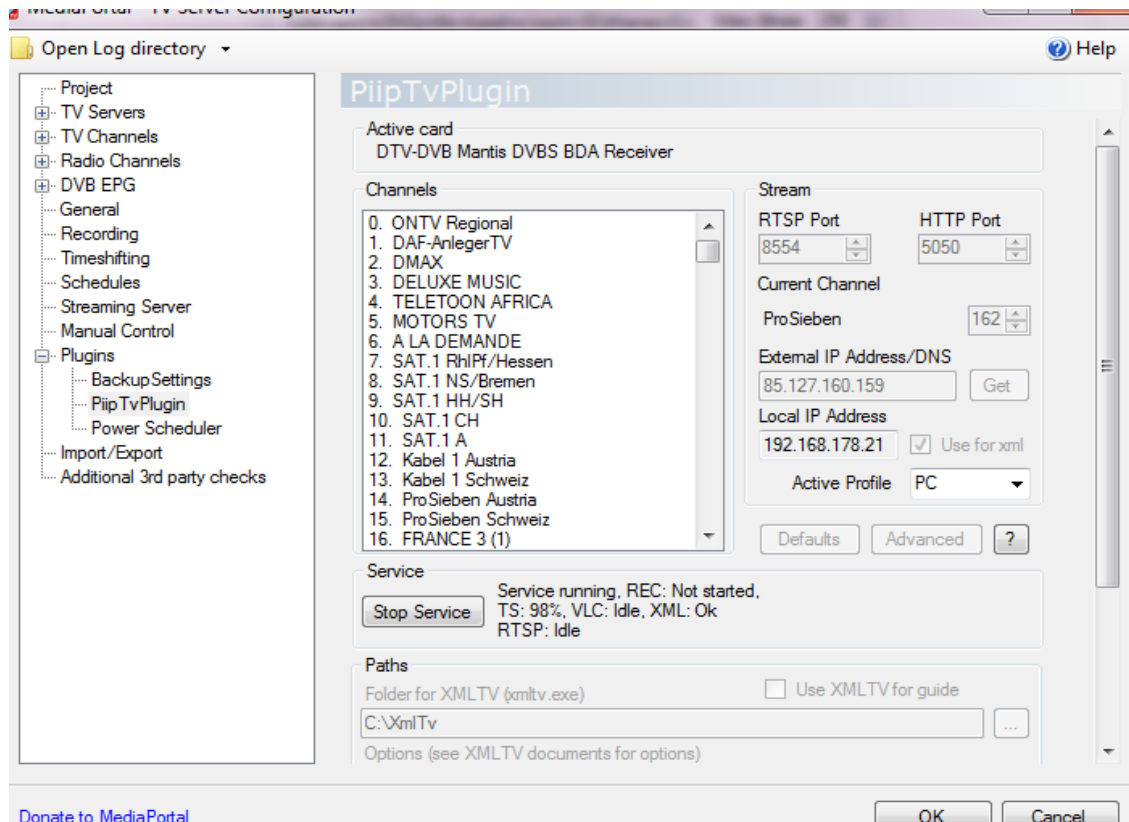 MediaPortal - TV Server Configuration
Open Log directory
Help
Project
TV Servers
TV Channels
Radio Channels
DVB EPG
General
Recording
Timeshifting
Schedules
Streaming Server
Manual Control
Plugins
BackupSettings
PiipTvPlugin
Power Scheduler
Import/Export
Additional 3rd party checks
PiipTvPlugin
Active card
DTV-DVB Mantis DVBS BDA Receiver
Channels
0. ONTV Regional
1. DAF-AnlegerTV
2. DMAX
3. DELUXE MUSIC
4. TELETOON AFRICA
5. MOTORS TV
6. A LA DEMANDE
7. SAT.1 RhlPf/Hessen
8. SAT.1 NS/Bremen
9. SAT.1 HH/SH
10. SAT.1 CH
11. SAT.1 A
12. Kabel 1 Austria
13. Kabel 1 Schweiz
14. ProSieben Austria
15. ProSieben Schweiz
16. FRANCE 3 (1)
Stream
RTSP Port HTTP Port
8554 5050
Current Channel
ProSieben 162
External IP Address/DNS
85.127.160.159 Get
Local IP Address
192.168.178.21 Use for xml
Active Profile PC
Defaults Advanced ?
Service
Stop Service
Service running, REC: Not started,
TS: 98%, VLC: Idle, XML: Ok
RTSP: Idle
Paths
Folder for XMLTV (xmltv.exe) Use XMLTV for guide
C:\XmlTv ...
Options (see XMLTV documents for options)
Donate to MediaPortal
OK Cancel